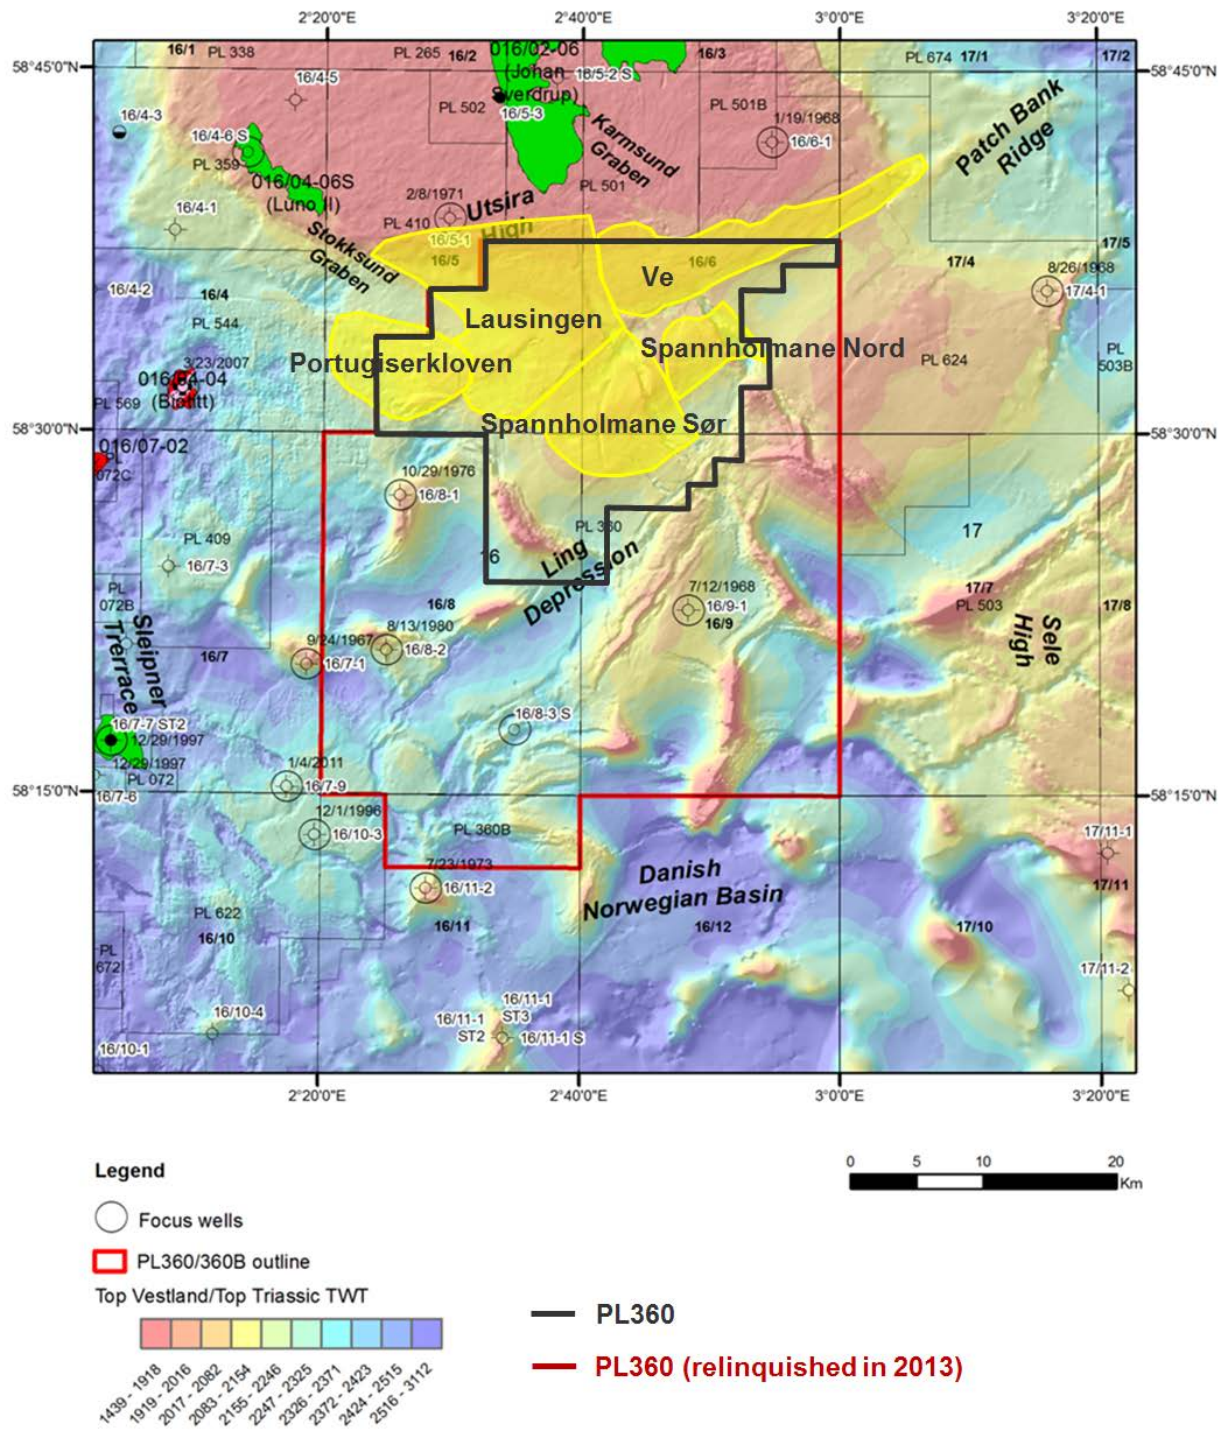 2°20'0"E
2°40'0"E
3°00'E
3°20'0"E
58°45'0"N
58°45'0"N
16/1
PL 338
PL 265
16/2
016/02-06
(Johan
Sverdrup)
16/5-2 S
16/3
PL 674
17/1
17/2
16/4-5
PL 502
16/5-3
PL 501B
1/19/1968
16/6-1
Patch Bank
Ridge
16/4-3
16/4-6 S
PL 359
016/04-06S
(Luno II)
Karmsund
Graben
PL 501
2/8/1971
Utsira
High
PL 410
16/5-1
16/4-1
Stokksund
Graben
16/5
16/6
17/5
17/4
8/26/1968
17/4-1
16/4-2
16/4
PL 544
Ve
Lausingen
Portugiserkloven
Spannholmane Nord
PL 624
PL
503B
3/23/2007
016/04-04
PL 569
58°30'0"N
Spannholmane Sør
58°30'0"N
016/07-02
PL
072C
10/29/1976
16/8-1
PL 360
16
17
Ling
Depression
PL 409
16/7-3
PL
072B
16/8
7/12/1968
16/9-1
16/9
17/7
PL 503
17/8
Sele
High
Sleipner
Trerrace
16/7
9/24/1967
16/7-1
8/13/1980
16/8-2
16/8-3 S
16/7-7 ST2
12/29/1997
12/29/1997
PL 072
16/7-6
1/4/2011
16/7-9
58°15'0"N
58°15'0"N
12/1/1996
16/10-3
PL 360B
7/23/1973
16/11-2
Danish
Norwegian Basin
17/11-1
17/11
PL 622
16/10
16/11
16/12
17/10
PL
672
17/11-2
16/10-4
16/11-1
ST3
16/11-1
ST2
16/11-1 S
16/10-1
2°20'0"E
2°40'0"E
3°00'E
3°20'0"E
Legend
0 5 10 20
Km
Focus wells
PL360/360B outline
Top Vestland/Top Triassic TWT
PL360
PL360 (relinquished in 2013)
1439 - 1918
1919 - 2016
2017 - 2082
2083 - 2154
2155 - 2246
2247 - 2325
2326 - 2371
2372 - 2423
2424 - 2515
2516 - 3112